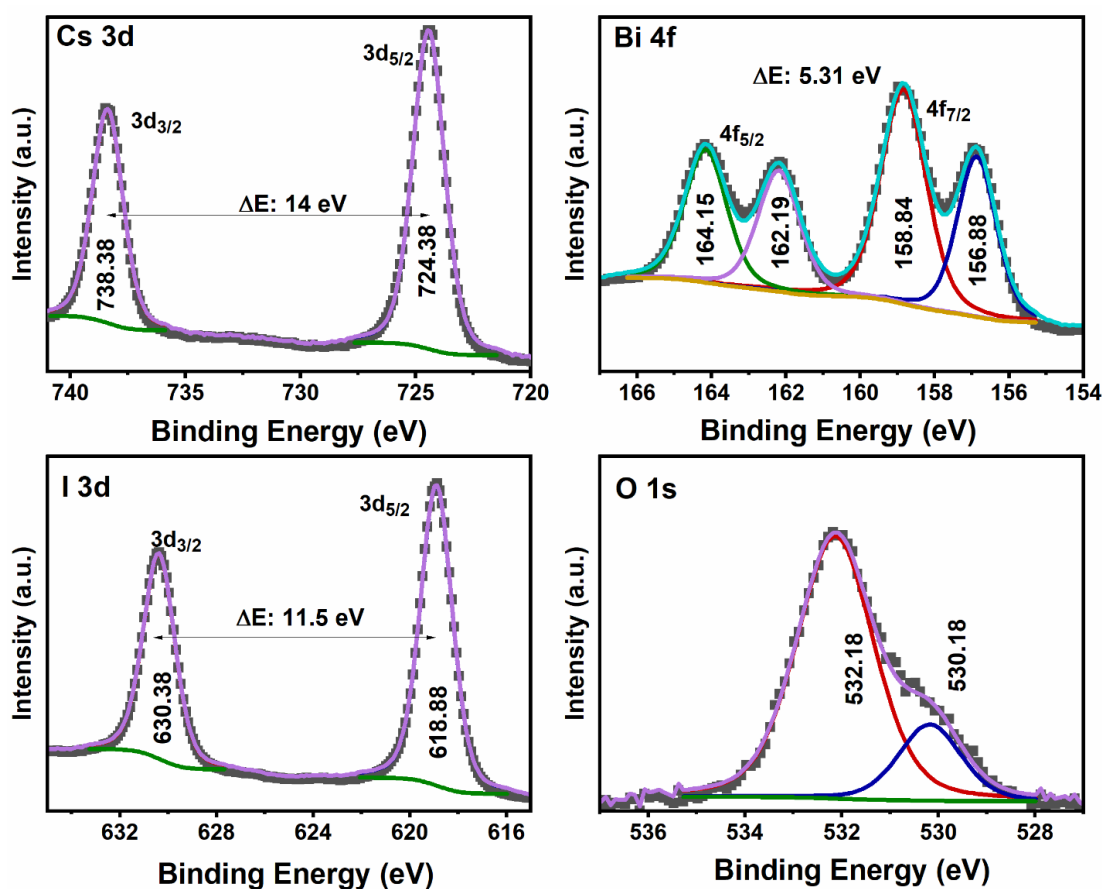 Cs 3d
3d5/2
3d3/2
ΔE: 14 eV
738.38
724.38
Intensity (a.u.)
740 735 730 725 720
Binding Energy (eV)
Bi 4f
ΔE: 5.31 eV
4f7/2
4f5/2
164.15
162.19
158.84
156.88
Intensity (a.u.)
166 164 162 160 158 156 154
Binding Energy (eV)
I 3d
3d5/2
3d3/2
ΔE: 11.5 eV
630.38
618.88
Intensity (a.u.)
632 628 624 620 616
Binding Energy (eV)
O 1s
532.18
530.18
Intensity (a.u.)
536 534 532 530 528
Binding Energy (eV)